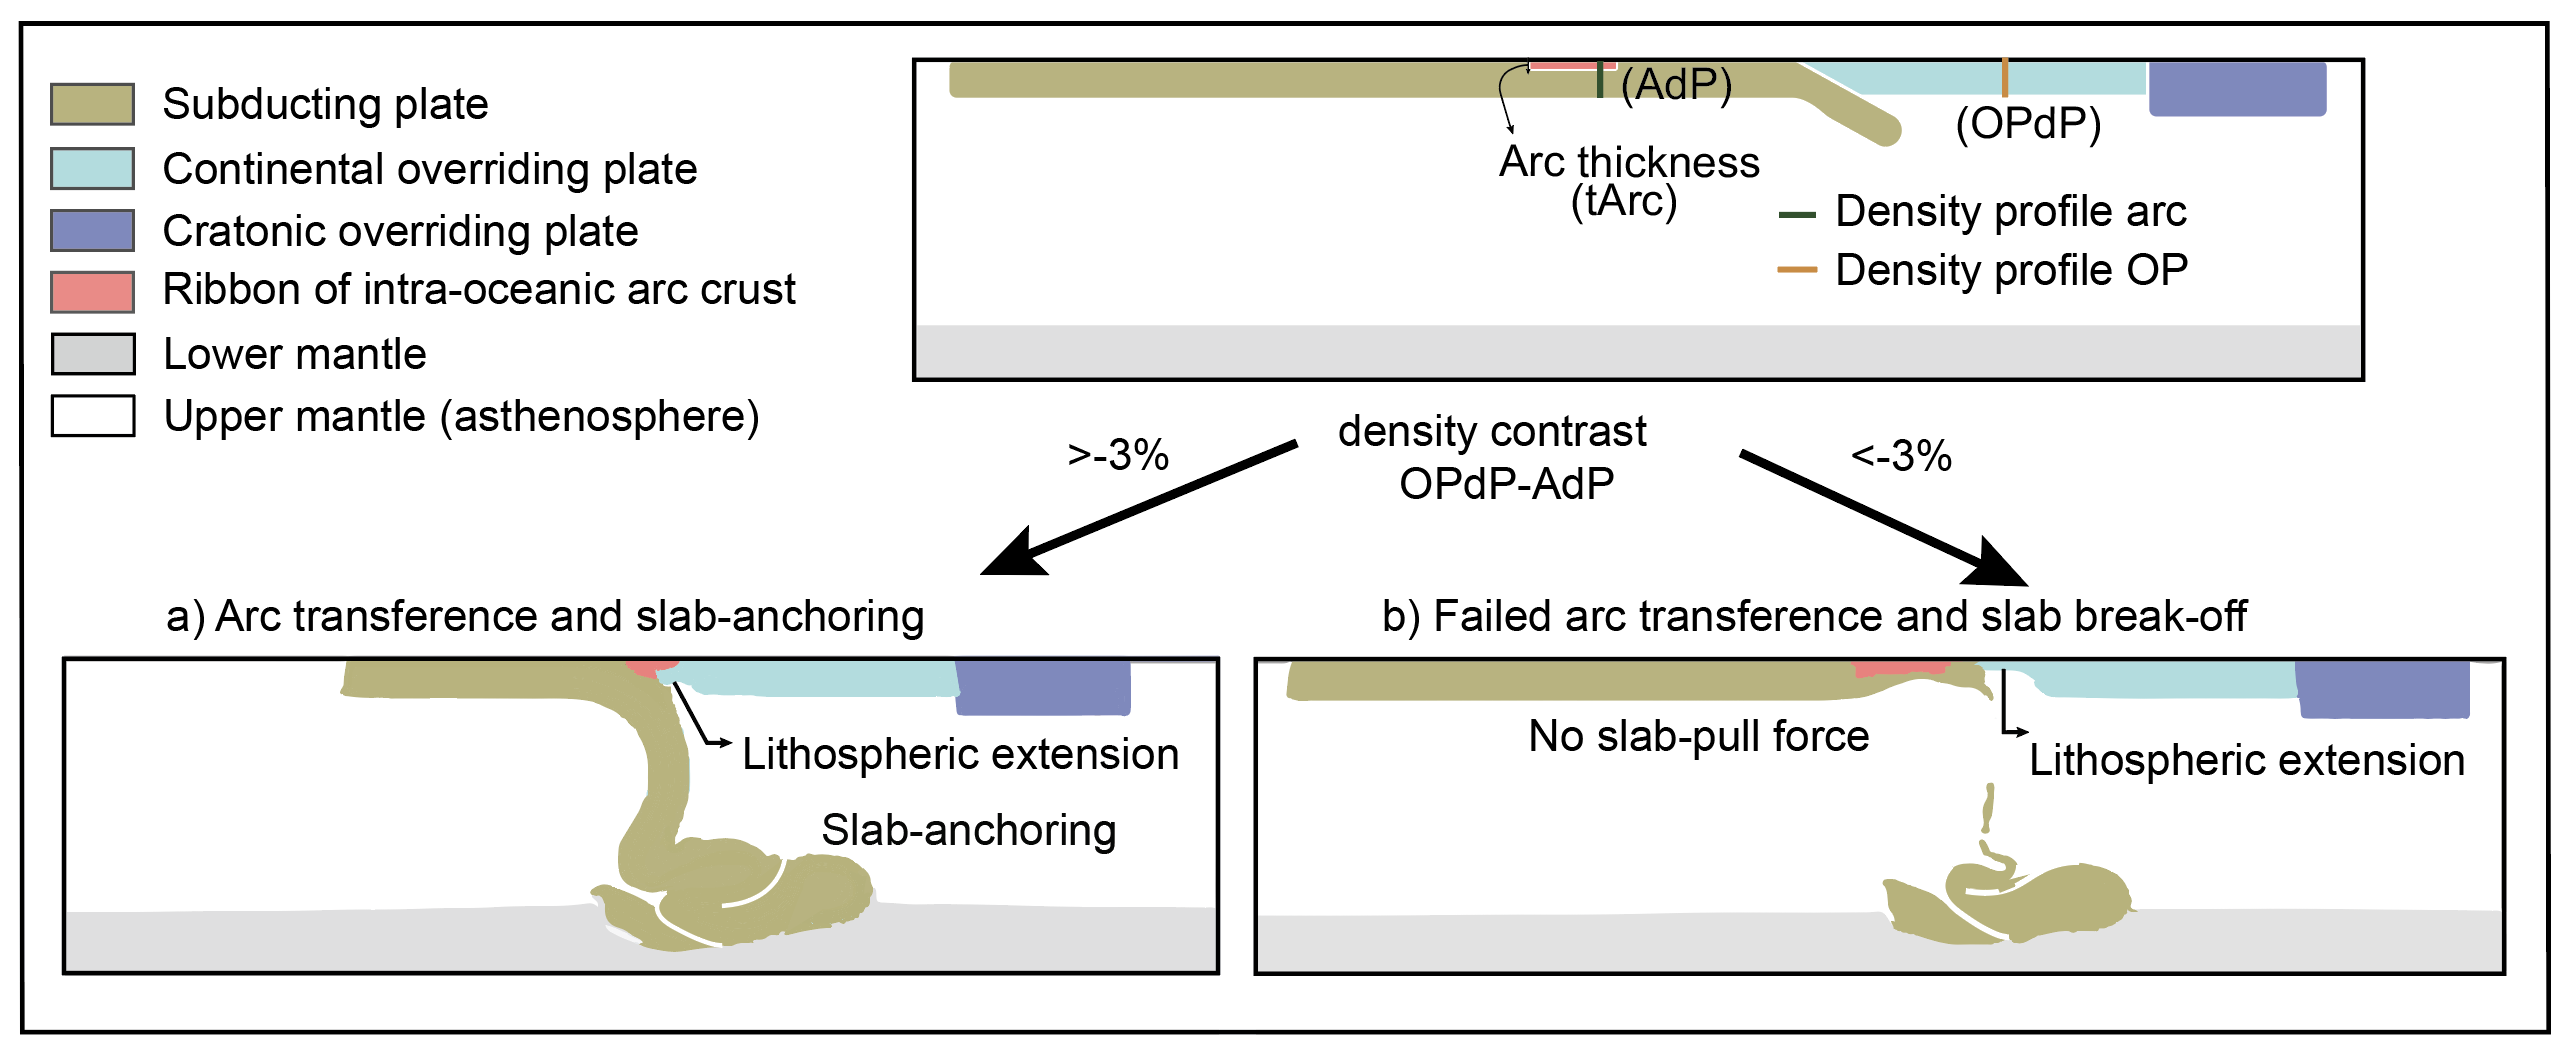 Subducting plate
Continental overriding plate
Cratonic overriding plate
Ribbon of intra-oceanic arc crust
Lower mantle
Upper mantle (asthenosphere)
(AdP)
(OPdP)
Arc thickness
(tArc)
Density profile arc
Density profile OP
>-3%
density contrast
OPdP-AdP
<-3%
a) Arc transference and slab-anchoring
Lithospheric extension
Slab-anchoring
b) Failed arc transference and slab break-off
No slab-pull force
Lithospheric extension